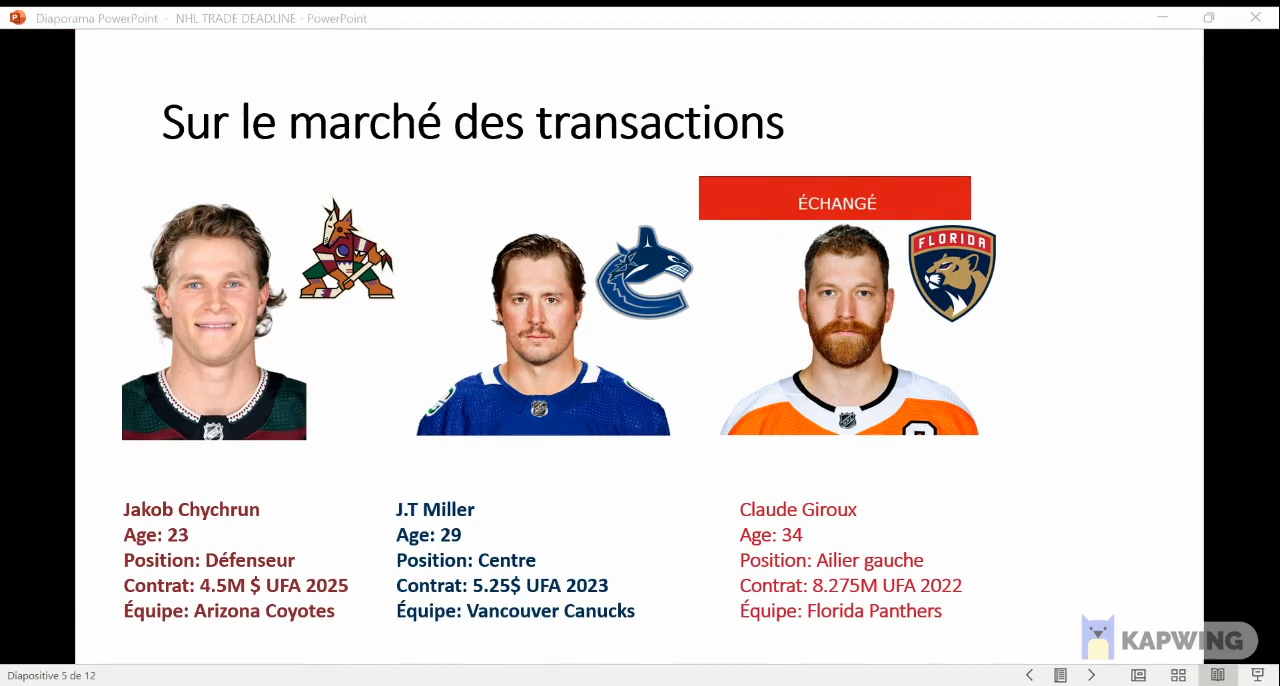 Diaporama PowerPoint - NHL TRADE DEADLINE - PowerPoint
Sur le marché des transactions
ÉCHANGÉ
FLORIDA
Jakob Chychrun
Age: 23
Position: Défenseur
Contrat: 4.5M $ UFA 2025
Équipe: Arizona Coyotes
J.T Miller
Age: 29
Position: Centre
Contrat: 5.25$ UFA 2023
Équipe: Vancouver Canucks
Claude Giroux
Age: 34
Position: Ailier gauche
Contrat: 8.275M UFA 2022
Équipe: Florida Panthers
KAPWING
Diapositive 5 de 12